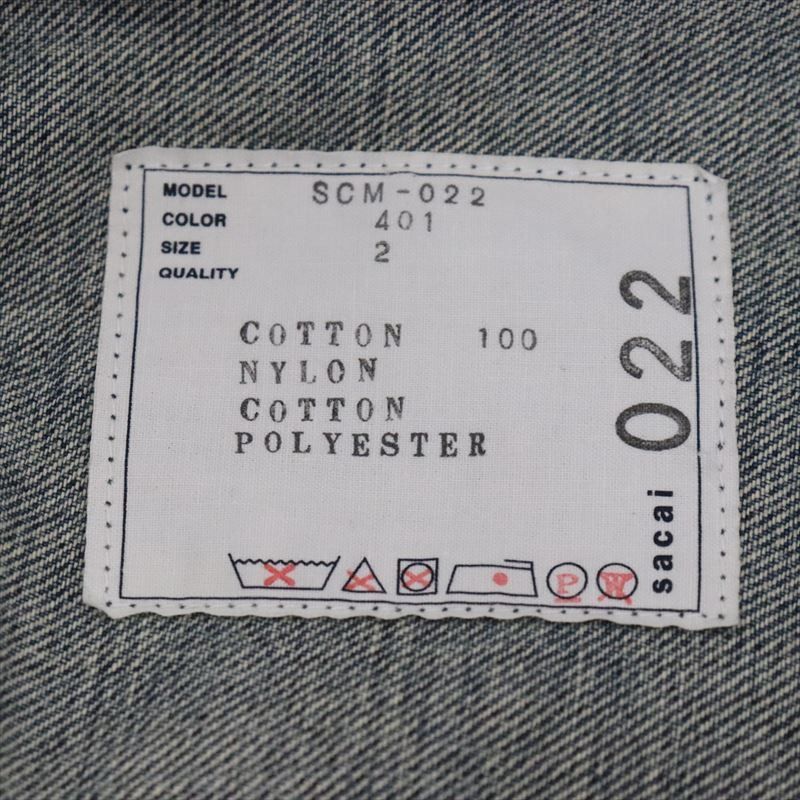 MODEL SCM-022
COLOR 401
SIZE 2
QUALITY
COTTON 100
NYLON
COTTON
POLYESTER
P
W
sacai 022